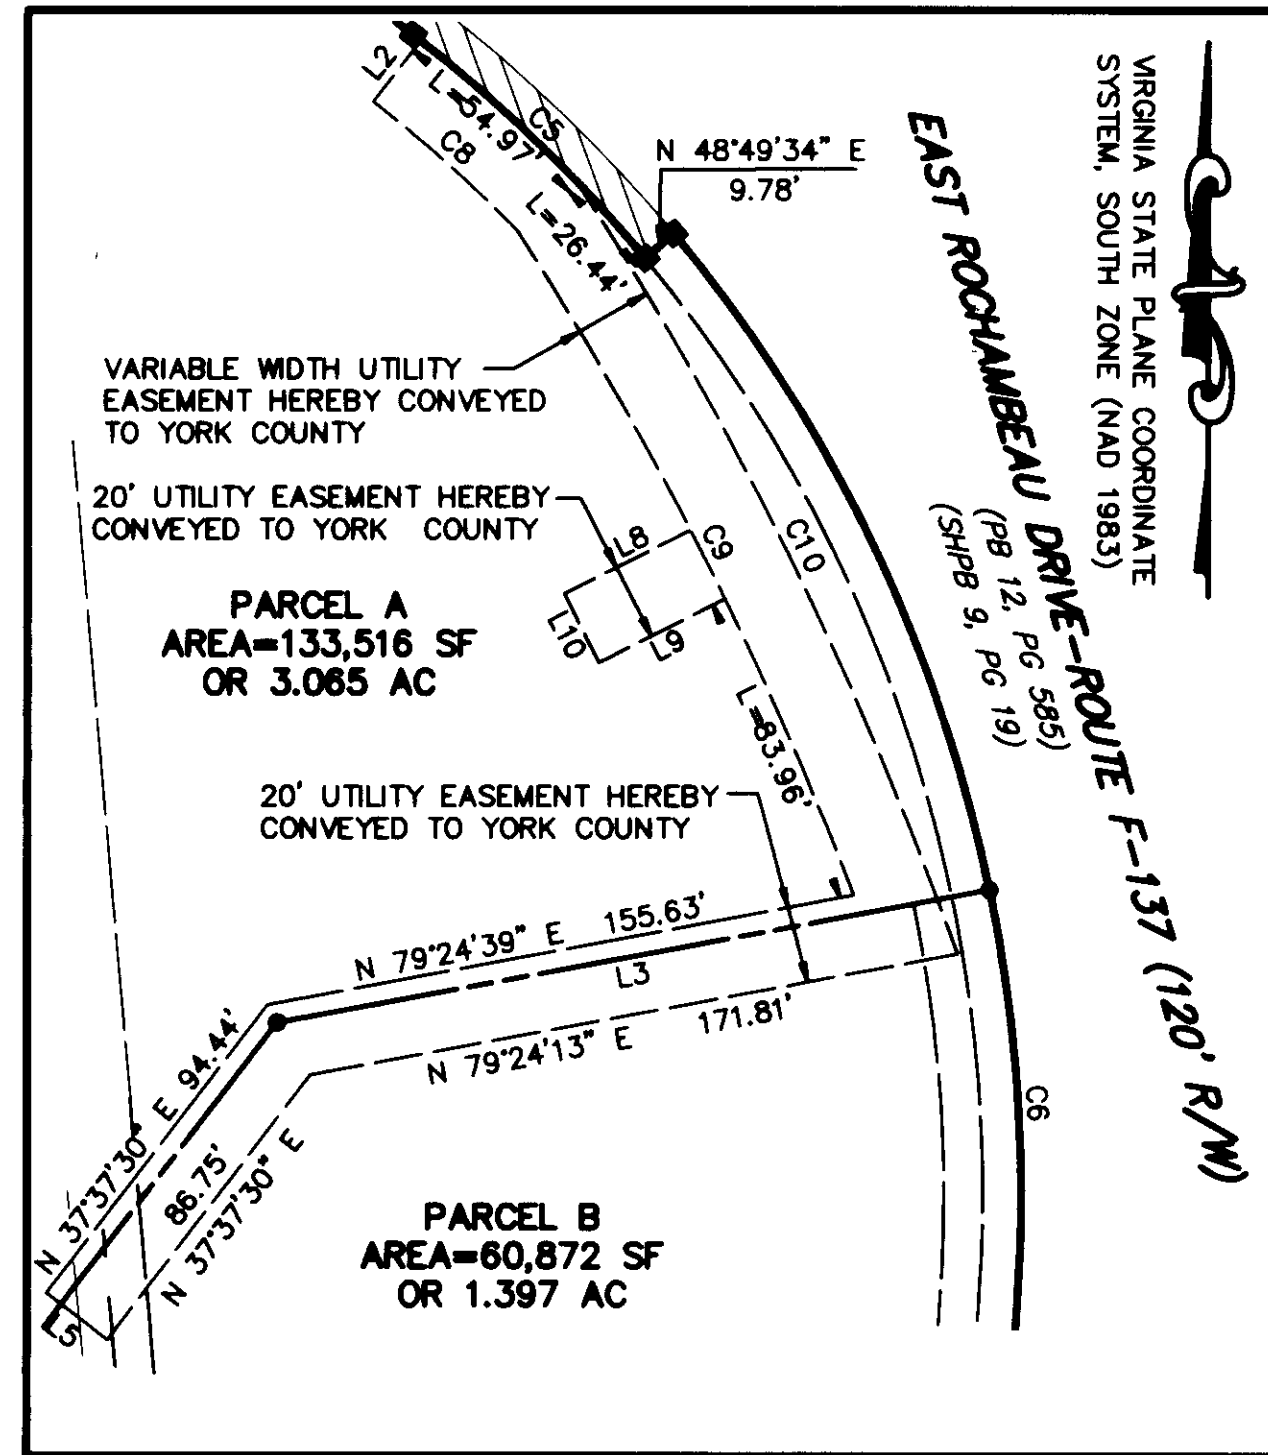 VIRGINIA STATE PLANE COORDINATE
SYSTEM, SOUTH ZONE (NAD 1983)
EAST ROCHAMBEAU DRIVE-ROUTE F-137 (120' R/W)
(PB 12, PG 585)
(SHPB 9, PG 19)
L2
L=54.97'
C5
C8
N 48°49'34" E
9.78'
L=26.44'
VARIABLE WIDTH UTILITY
EASEMENT HEREBY CONVEYED
TO YORK COUNTY
20' UTILITY EASEMENT HEREBY
CONVEYED TO YORK COUNTY
L8
C9
C10
L10
L9
PARCEL A
AREA=133,516 SF
OR 3.065 AC
L=83.96'
20' UTILITY EASEMENT HEREBY
CONVEYED TO YORK COUNTY
N 79°24'39" E 155.63'
L3
N 79°24'13" E 171.81'
C6
N 37°37'30" E 94.44'
86.75'
N 37°37'30" E
L5
PARCEL B
AREA=60,872 SF
OR 1.397 AC